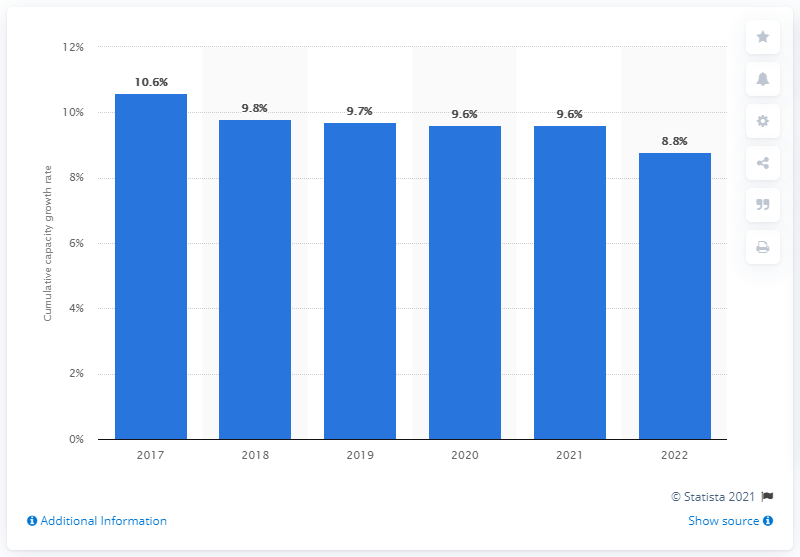 12%
10%
8%
6%
4%
2%
0%
Cumulative capacity growth rate
10.6%
9.8%
9.7%
9.6%
9.6%
8.8%
2017 2018 2019 2020 2021 2022
© Statista 2021
Additional Information
Show source